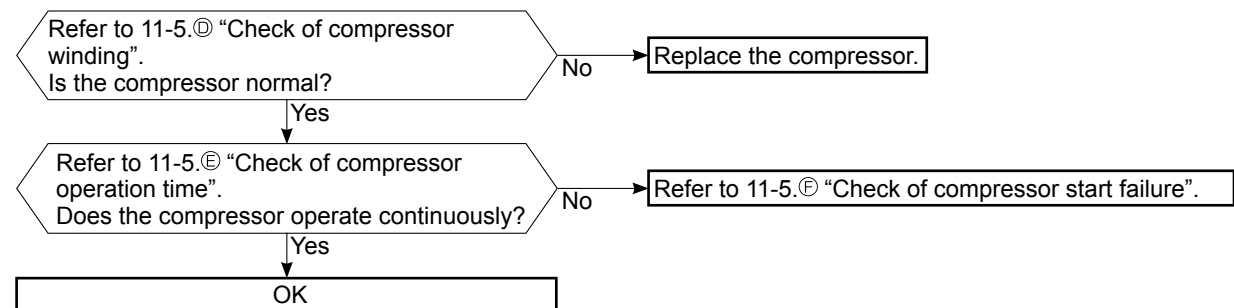 Refer to 11-5.Ⓓ “Check of compressor
winding”.
Is the compressor normal?
No
Replace the compressor.
Yes
Refer to 11-5.Ⓔ “Check of compressor
operation time”.
Does the compressor operate continuously?
No
Refer to 11-5.Ⓕ “Check of compressor start failure”.
Yes
OK